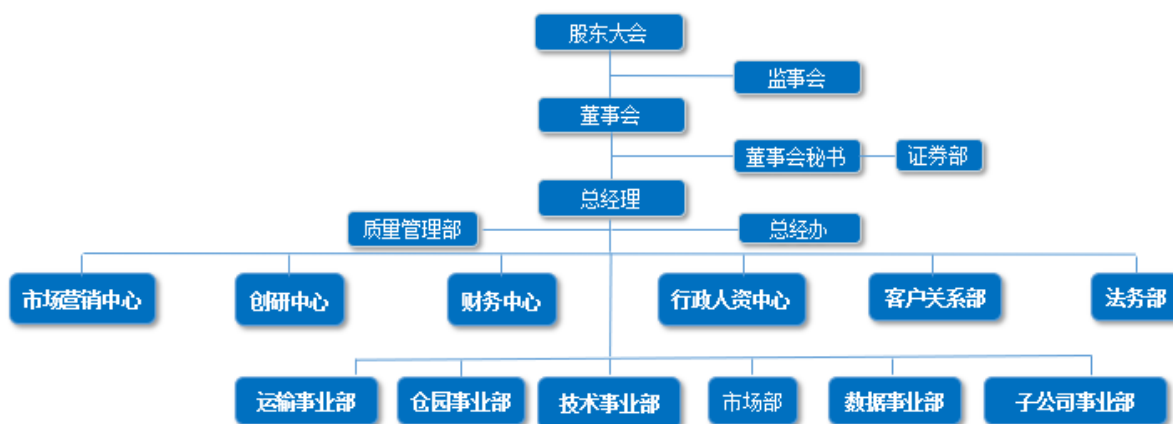 股东大会
监事会
董事会
董事会秘书
证券部
总经理
质量管理部
总经办
市场营销中心
创研中心
财务中心
行政人资中心
客户关系部
法务部
运输事业部
仓园事业部
技术事业部
市场部
数据事业部
子公司事业部